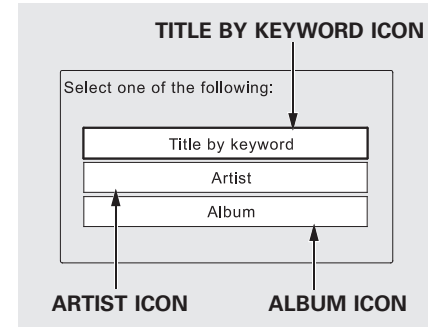 TITLE BY KEYWORD ICON
Select one of the following:
Title by keyword
Artist
Album
ARTIST ICON
ALBUM ICON